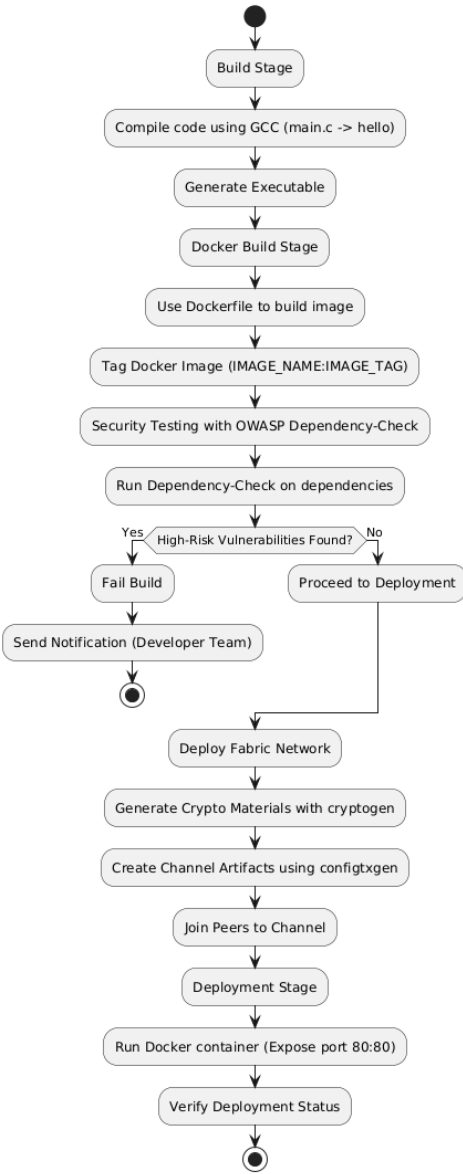 Build Stage
Compile code using GCC (main.c -> hello)
Generate Executable
Docker Build Stage
Use Dockerfile to build image
Tag Docker Image (IMAGE_NAME:IMAGE_TAG)
Security Testing with OWASP Dependency-Check
Run Dependency-Check on dependencies
Yes
High-Risk Vulnerabilities Found?
No
Fail Build
Proceed to Deployment
Send Notification (Developer Team)
Deploy Fabric Network
Generate Crypto Materials with cryptogen
Create Channel Artifacts using configtxgen
Join Peers to Channel
Deployment Stage
Run Docker container (Expose port 80:80)
Verify Deployment Status